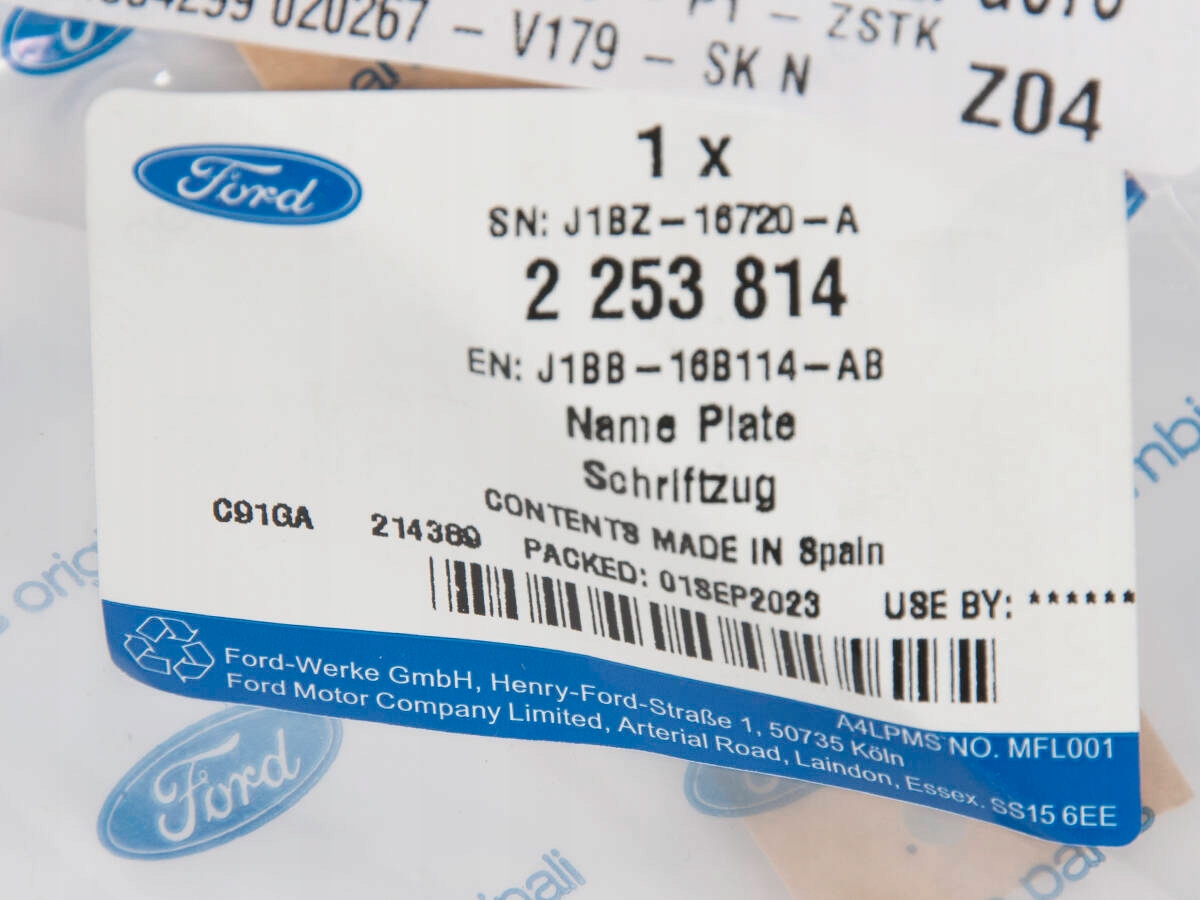 020267 - V179 - SK N
ZSTK
Z04
Ford
1 x
SN: J1BZ-16720-A
2 253 814
EN: J1BB-16B114-AB
Name Plate
Schriftzug
CONTENTS MADE IN Spain
C91GA 214389 PACKED: 01SEP2023 USE BY: ******
A4LPMS NO. MFL001
Ford-Werke GmbH, Henry-Ford-Straße 1, 50735 Köln
Ford Motor Company Limited, Arterial Road, Laindon, Essex. SS15 6EE
Ford